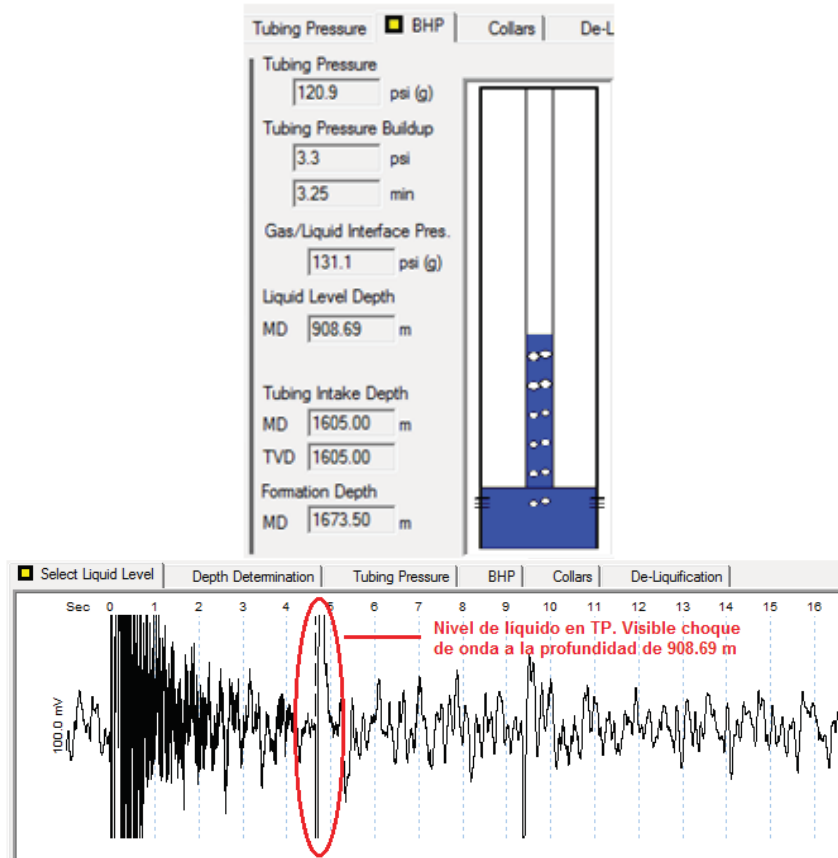 Tubing Pressure BHP Collars De-L
Tubing Pressure
120.9 psi (g)
Tubing Pressure Buildup
3.3 psi
3.25 min
Gas/Liquid Interface Pres.
131.1 psi (g)
Liquid Level Depth
MD 908.69 m
Tubing Intake Depth
MD 1605.00 m
TVD 1605.00
Formation Depth
MD 1673.50 m
Select Liquid Level Depth Determination Tubing Pressure BHP Collars De-Liquification
Sec 0 1 2 3 4 5 6 7 8 9 10 11 12 13 14 15 16
Nivel de líquido en TP. Visible choque
de onda a la profundidad de 908.69 m
100.0 mV